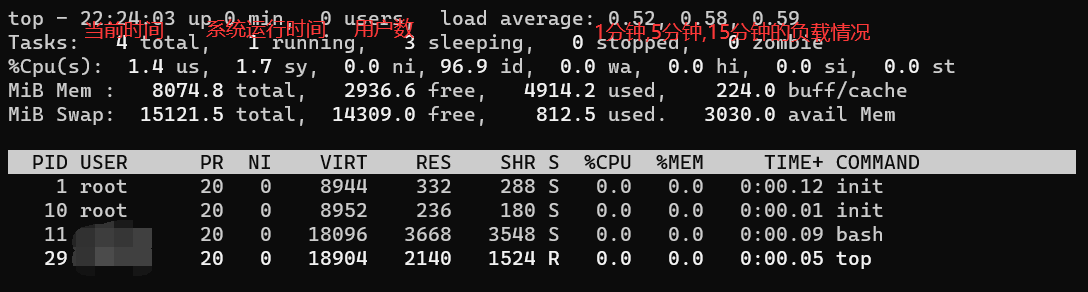 top - 22:24:03 up 0 min,  0 users,  load average: 0.52, 0.58, 0.59
当前时间 系统运行时间 用户数 1分钟,5分钟,15分钟的负载情况
Tasks:   4 total,   1 running,   3 sleeping,   0 stopped,   0 zombie
%Cpu(s):  1.4 us,  1.7 sy,  0.0 ni, 96.9 id,  0.0 wa,  0.0 hi,  0.0 si,  0.0 st
MiB Mem :   8074.8 total,   2936.6 free,   4914.2 used,    224.0 buff/cache
MiB Swap:  15121.5 total,  14309.0 free,    812.5 used.   3030.0 avail Mem
PID USER      PR  NI    VIRT    RES    SHR S  %CPU  %MEM     TIME+ COMMAND
1 root      20   0    8944    332    288 S   0.0   0.0   0:00.12 init
10 root      20   0    8952    236    180 S   0.0   0.0   0:00.01 init
11           20   0   18096   3668   3548 S   0.0   0.0   0:00.09 bash
29           20   0   18904   2140   1524 R   0.0   0.0   0:00.05 top